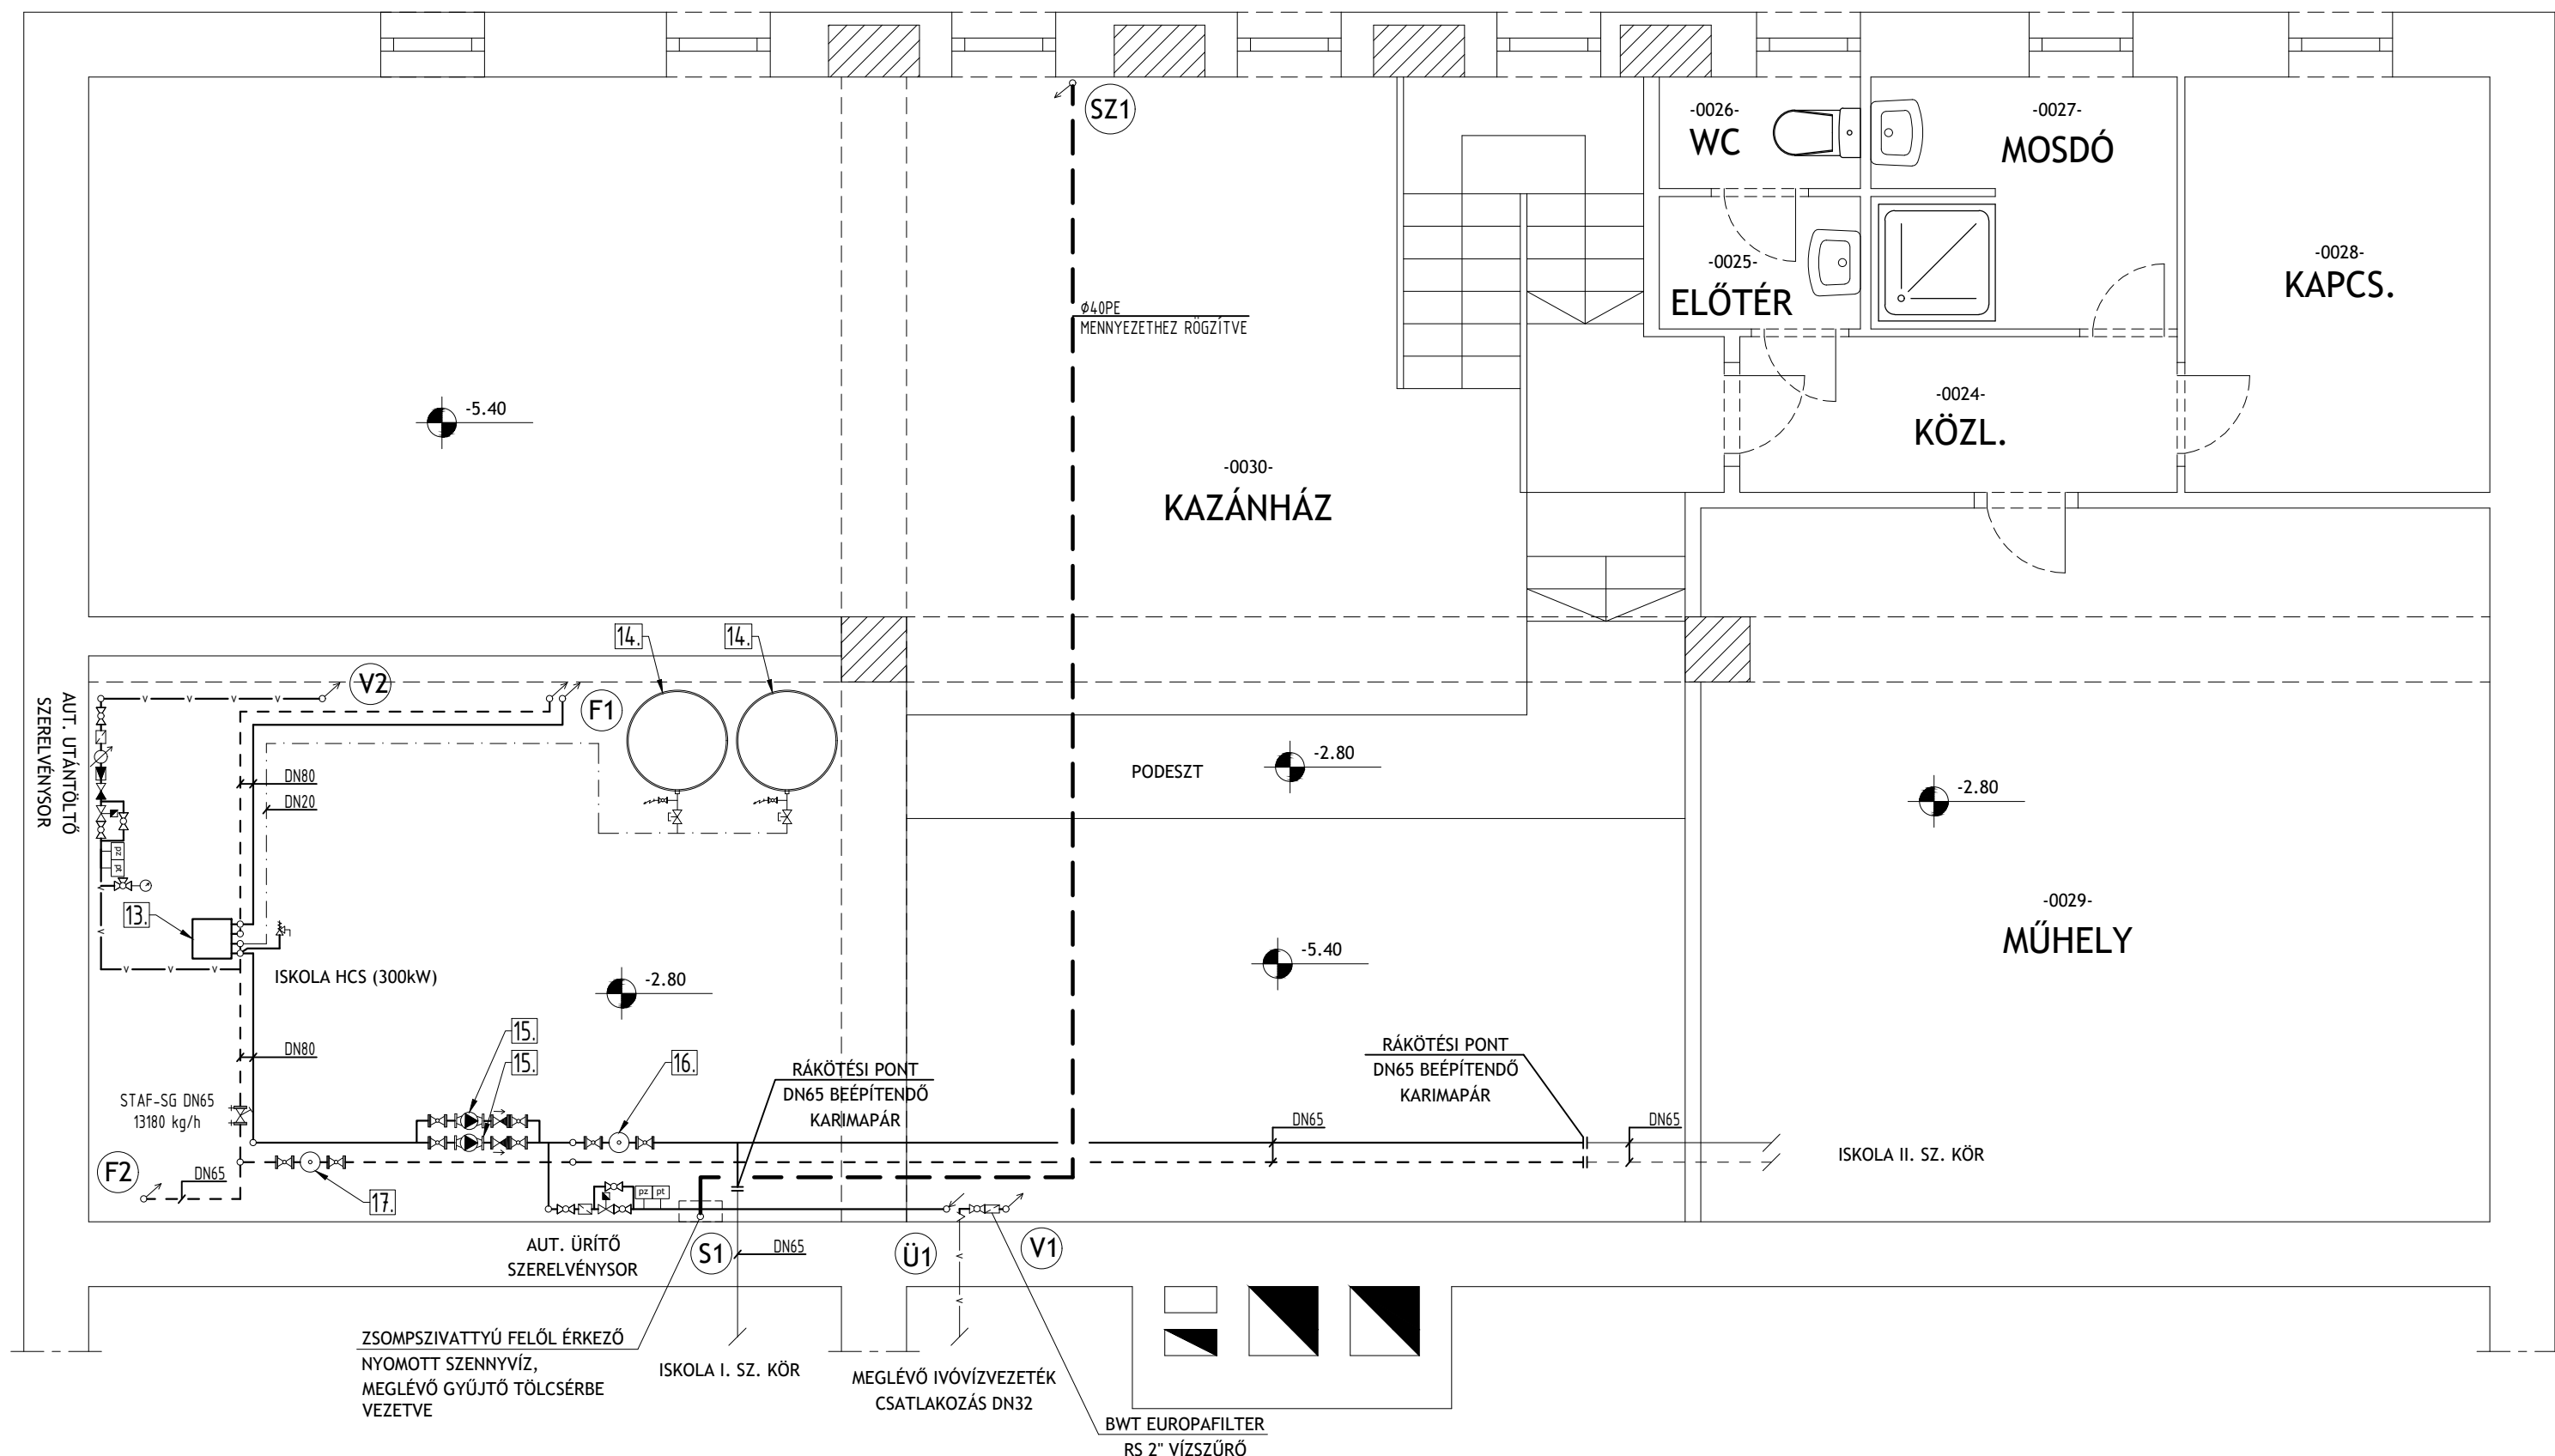 SZ1
-0026-
WC
-0027-
MOSDÓ
-0025-
ELŐTÉR
-0028-
KAPCS.
Ø40PE
MENNYEZETHEZ RÖGZÍTVE
-5.40
-0024-
KÖZL.
-0030-
KAZÁNHÁZ
14.
14.
V2
F1
AUT. UTÁNTÖLTŐ
SZERELVÉNYSOR
DN80
DN20
PODESZT
-2.80
-2.80
pz
pt
13.
-0029-
MŰHELY
-5.40
ISKOLA HCS (300kW)
-2.80
15.
15.
16.
DN80
RÁKÖTÉSI PONT
DN65 BEÉPÍTENDŐ
KARIMAPÁR
RÁKÖTÉSI PONT
DN65 BEÉPÍTENDŐ
KARIMAPÁR
STAF-SG DN65
13180 kg/h
DN65
DN65
ISKOLA II. SZ. KÖR
F2
DN65
17.
pz pt
AUT. ÜRÍTŐ
SZERELVÉNYSOR
S1
DN65
Ü1
V1
ZSOMPSZIVATTYÚ FELŐL ÉRKEZŐ
NYOMOTT SZENNYVÍZ,
MEGLÉVŐ GYŰJTŐ TÖLCSÉRBE
VEZETVE
ISKOLA I. SZ. KÖR
MEGLÉVŐ IVÓVÍZVEZETÉK
CSATLAKOZÁS DN32
BWT EUROPAFILTER
RS 2" VÍZSZŰRŐ